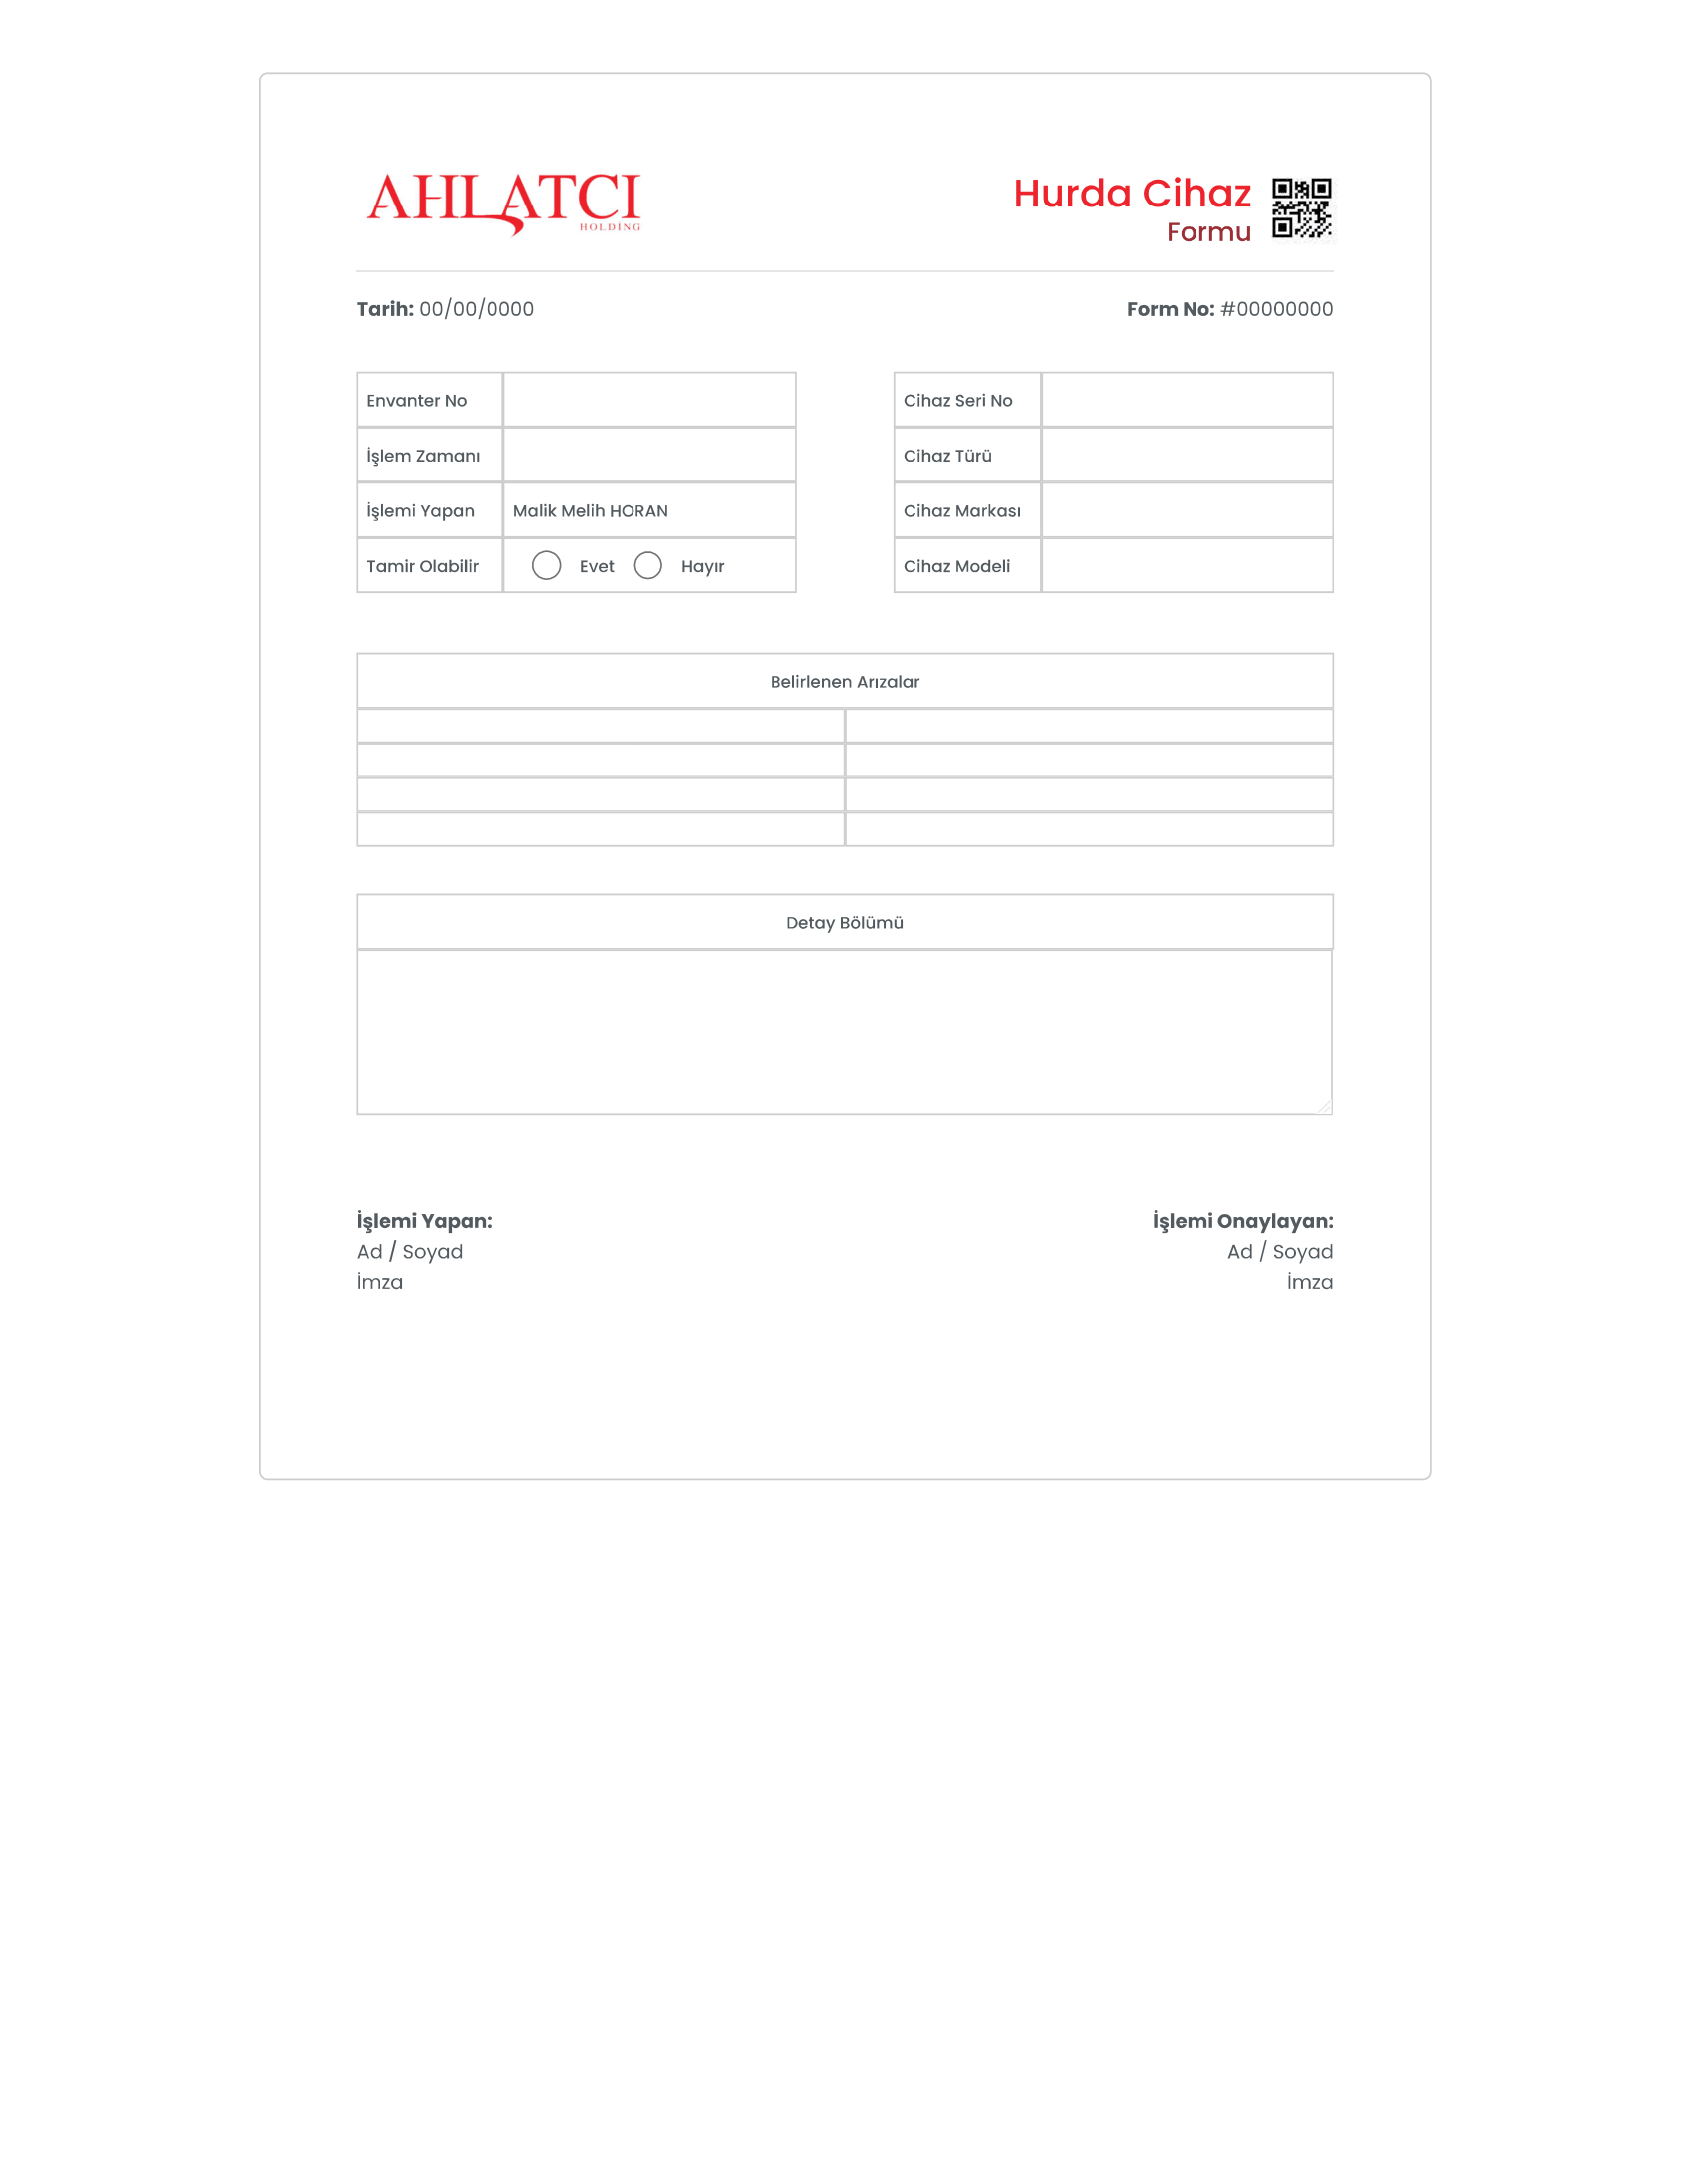 AHLATCI
HOLDİNG
Hurda Cihaz
Formu
Tarih: 00/00/0000
Form No: #00000000
Envanter No
İşlem Zamanı
İşlemi Yapan Malik Melih HORAN
Tamir Olabilir Evet Hayır
Cihaz Seri No
Cihaz Türü
Cihaz Markası
Cihaz Modeli
Belirlenen Arızalar
Detay Bölümü
İşlemi Yapan:
Ad / Soyad
İmza
İşlemi Onaylayan:
Ad / Soyad
İmza